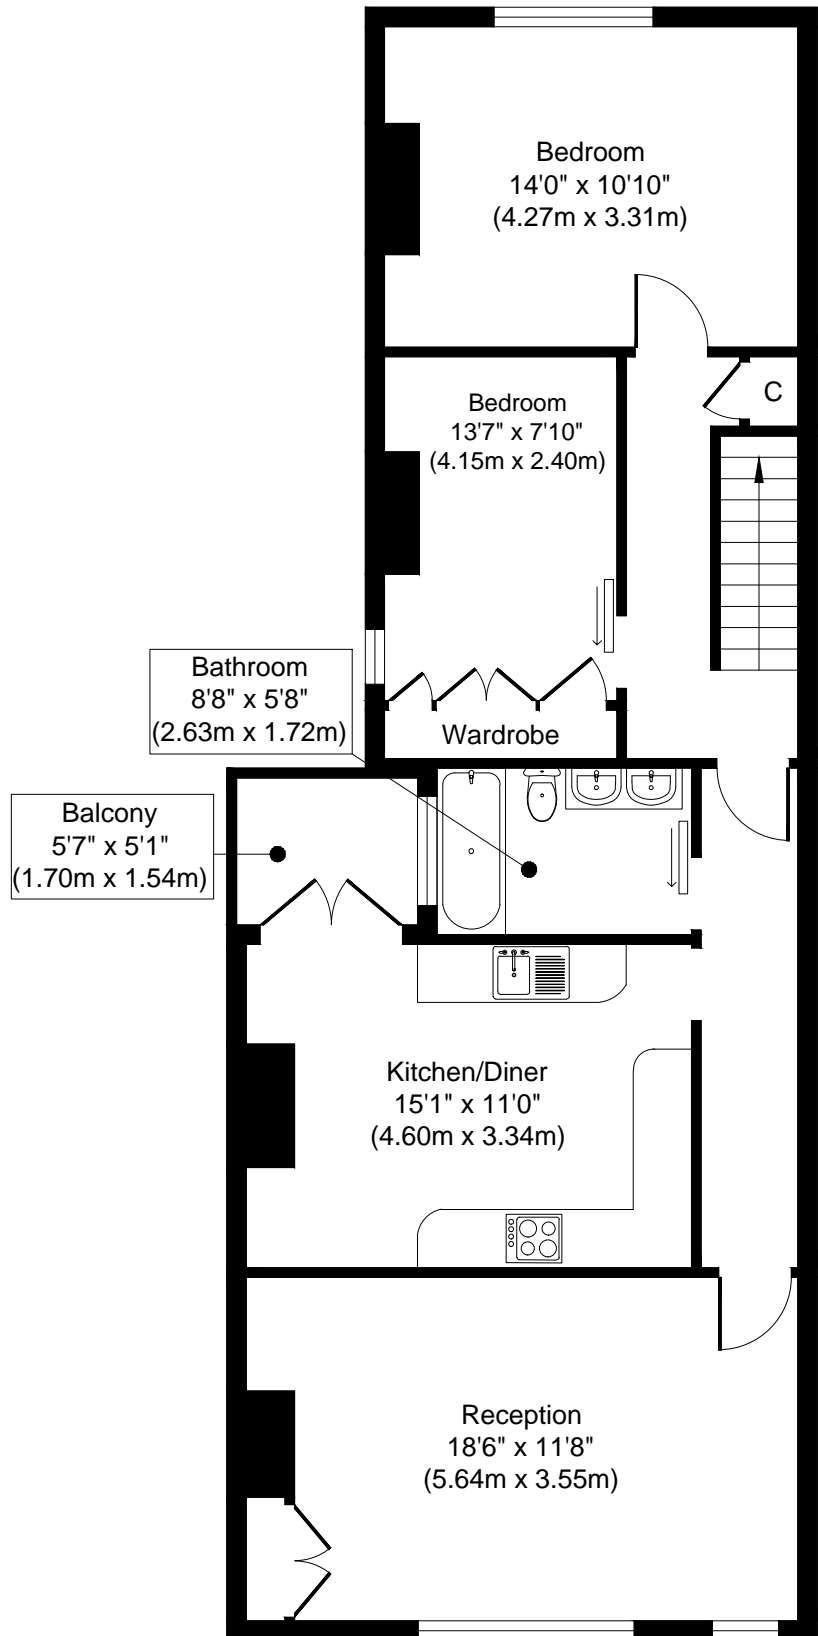 Bedroom
14'0" x 10'10"
(4.27m x 3.31m)
C
Bedroom
13'7" x 7'10"
(4.15m x 2.40m)
Bathroom
8'8" x 5'8"
(2.63m x 1.72m)
Wardrobe
Balcony
5'7" x 5'1"
(1.70m x 1.54m)
Kitchen/Diner
15'1" x 11'0"
(4.60m x 3.34m)
Reception
18'6" x 11'8"
(5.64m x 3.55m)